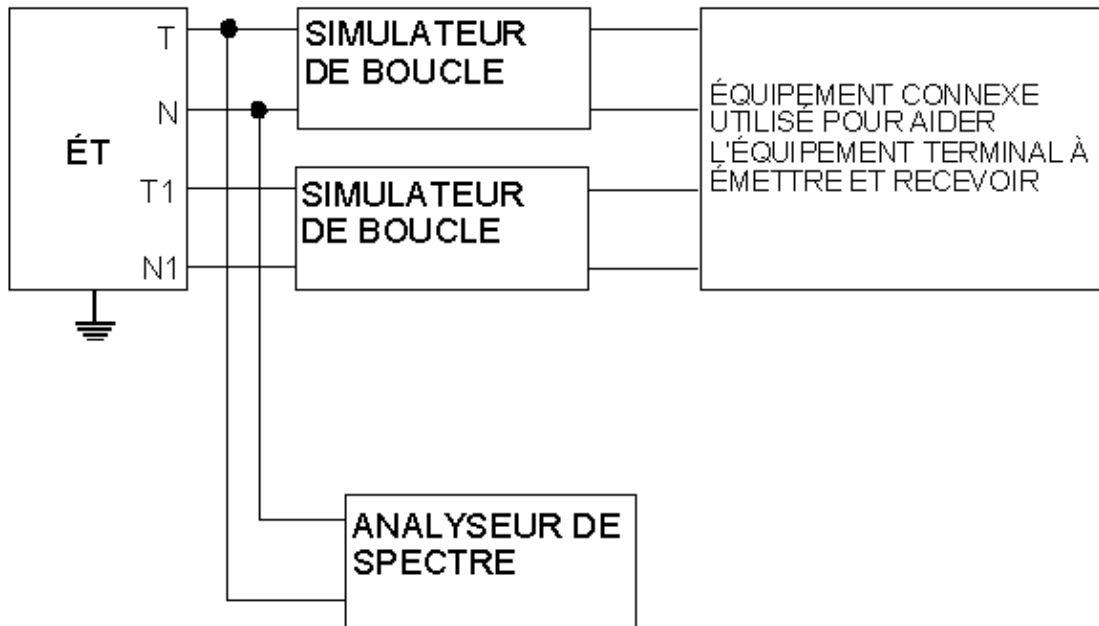 ÉT
T
N
T1
N1
SIMULATEUR
DE BOUCLE
SIMULATEUR
DE BOUCLE
ÉQUIPEMENT CONNEXE
UTILISÉ POUR AIDER
L'ÉQUIPEMENT TERMINAL À
ÉMETTRE ET RECEVOIR
ANALYSEUR DE
SPECTRE